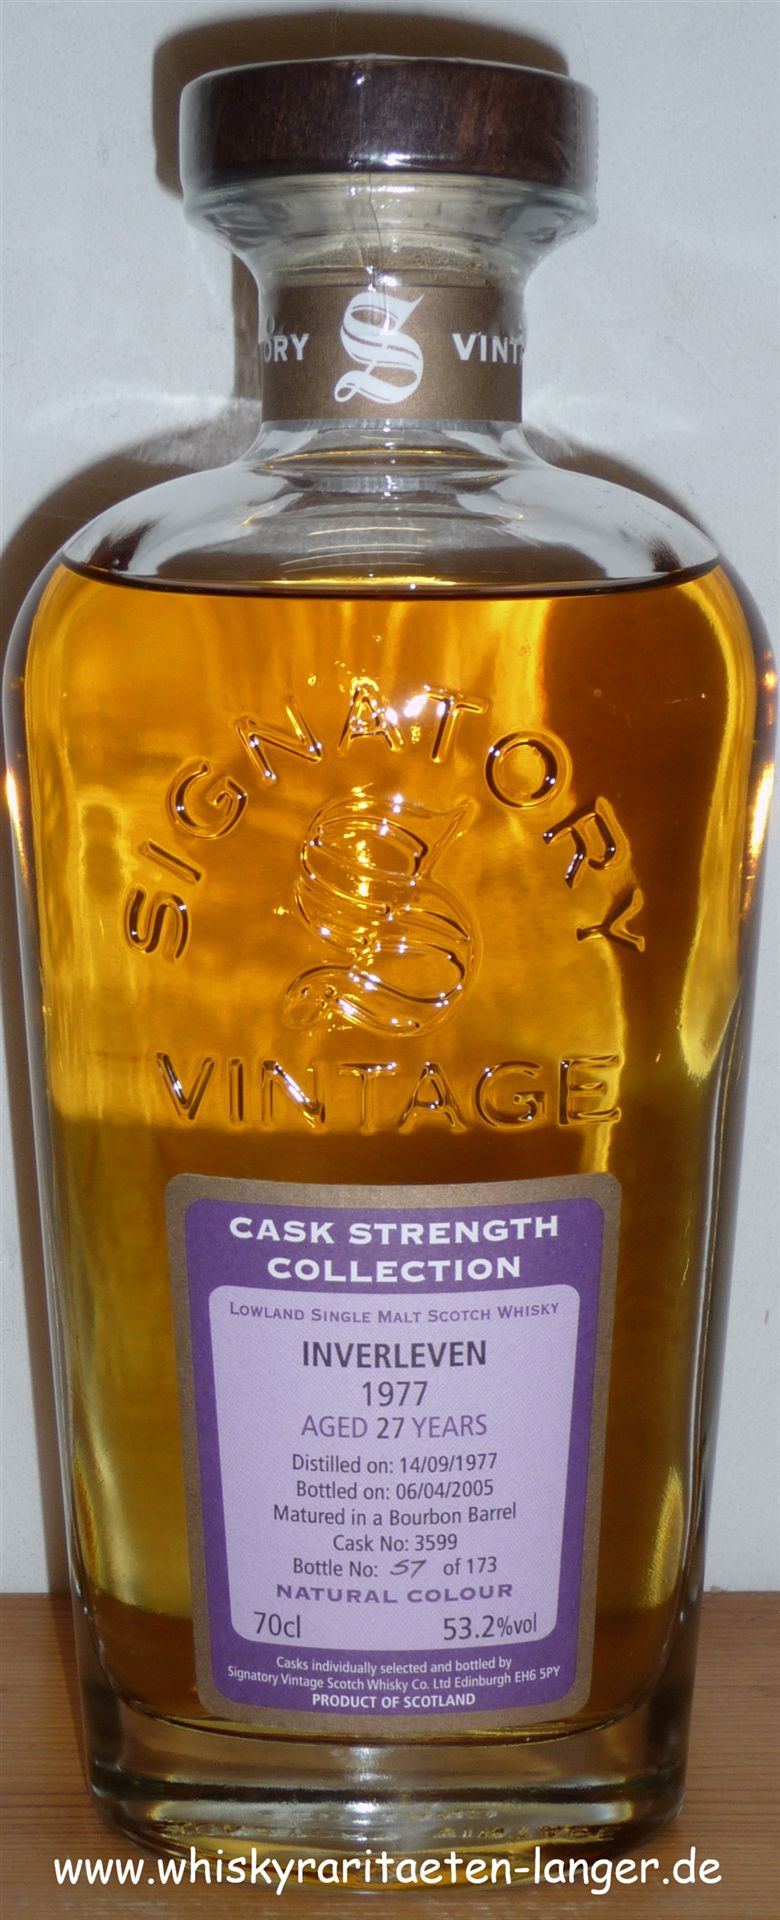 ORY S VINT
SIGNATORY
S
VINTAGE
CASK STRENGTH
COLLECTION
LOWLAND SINGLE MALT SCOTCH WHISKY
INVERLEVEN
1977
AGED 27 YEARS
Distilled on: 14/09/1977
Bottled on: 06/04/2005
Matured in a Bourbon Barrel
Cask No: 3599
Bottle No: 57 of 173
NATURAL COLOUR
70cl 53.2%vol
Casks individually selected and bottled by
Signatory Vintage Scotch Whisky Co. Ltd Edinburgh EH6 5PY
PRODUCT OF SCOTLAND
www.whiskyraritaeten-langer.de